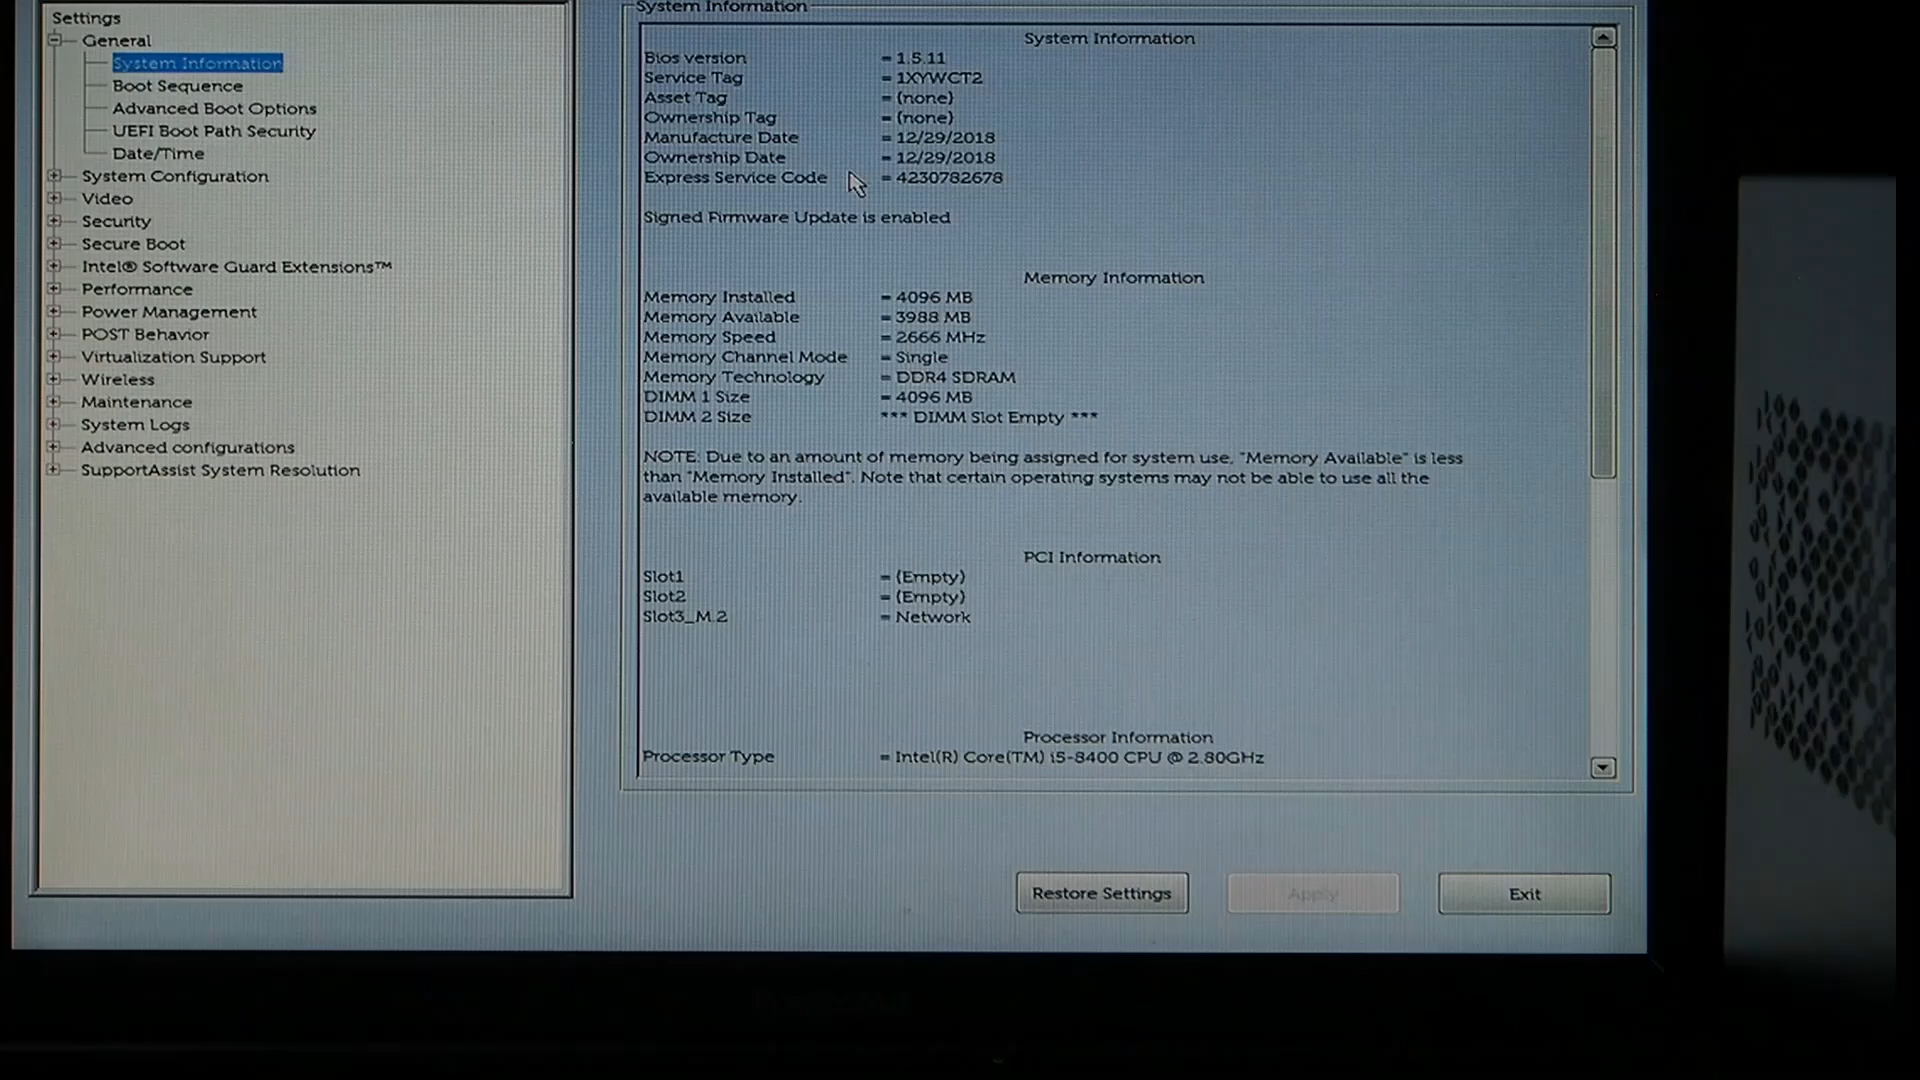 Settings
General
System Information
Boot Sequence
Advanced Boot Options
UEFI Boot Path Security
Date/Time
System Configuration
Video
Security
Secure Boot
Intel® Software Guard Extensions™
Performance
Power Management
POST Behavior
Virtualization Support
Wireless
Maintenance
System Logs
Advanced configurations
SupportAssist System Resolution
System Information
System Information
Bios version = 1.5.11
Service Tag = 1XYWCT2
Asset Tag = (none)
Ownership Tag = (none)
Manufacture Date = 12/29/2018
Ownership Date = 12/29/2018
Express Service Code = 4230782678
Signed Firmware Update is enabled
Memory Information
Memory Installed = 4096 MB
Memory Available = 3988 MB
Memory Speed = 2666 MHz
Memory Channel Mode = Single
Memory Technology = DDR4 SDRAM
DIMM 1 Size = 4096 MB
DIMM 2 Size *** DIMM Slot Empty ***
NOTE: Due to an amount of memory being assigned for system use, "Memory Available" is less
than "Memory Installed". Note that certain operating systems may not be able to use all the
available memory.
PCI Information
Slot1 = (Empty)
Slot2 = (Empty)
Slot3_M.2 = Network
Processor Information
Processor Type = Intel(R) Core(TM) i5-8400 CPU @ 2.80GHz
Restore Settings Apply Exit